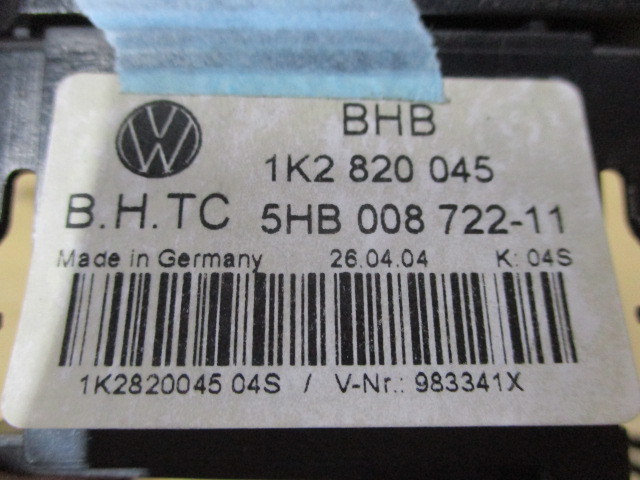 BHB
1K2 820 045
B.H.TC 5HB 008 722-11
Made in Germany 26.04.04 K: 04S
1K2820045 04S / V-Nr.: 983341X